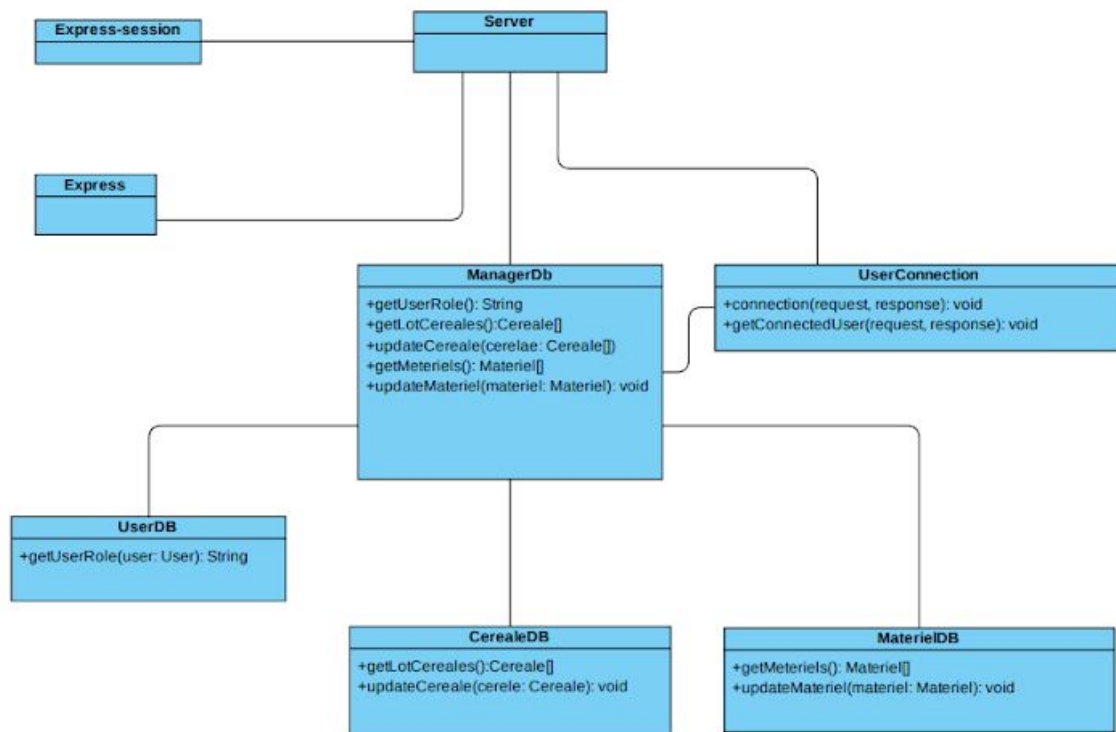 Express-session
Server
Express
ManagerDb
+getUserRole(): String
+getLotCereales():Cereale[]
+updateCereale(cerelae: Cereale[])
+getMeteriels(): Materiel[]
+updateMateriel(materiel: Materiel): void
UserConnection
+connection(request, response): void
+getConnectedUser(request, response): void
UserDB
+getUserRole(user: User): String
CerealeDB
+getLotCereales():Cereale[]
+updateCereale(cerele: Cereale): void
MaterielDB
+getMeteriels(): Materiel[]
+updateMateriel(materiel: Materiel): void